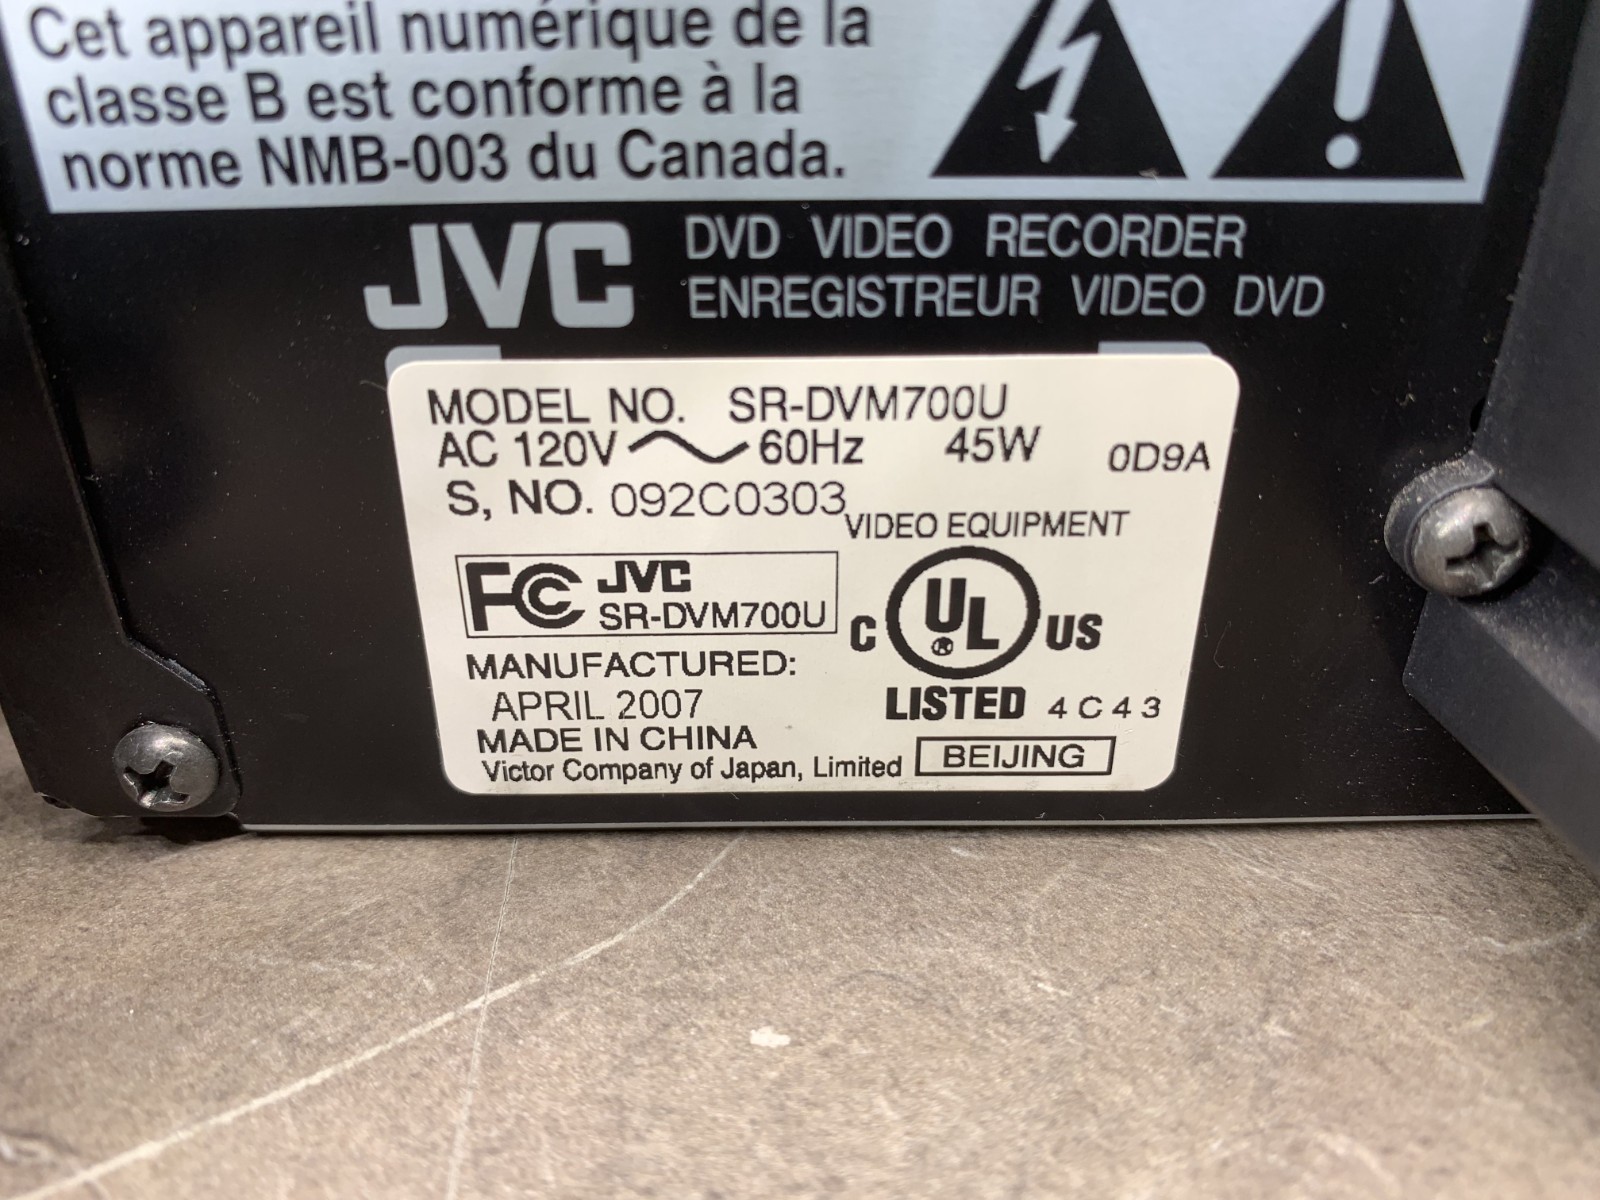 Cet appareil numérique de la
classe B est conforme à la
norme NMB-003 du Canada.
JVC DVD VIDEO RECORDER
ENREGISTREUR VIDEO DVD
MODEL NO. SR-DVM700U
AC 120V 60Hz 45W 0D9A
S, NO. 092C0303
VIDEO EQUIPMENT
FC JVC
SR-DVM700U
C UL US
®
LISTED 4C43
MANUFACTURED:
APRIL 2007
MADE IN CHINA
Victor Company of Japan, Limited BEIJING